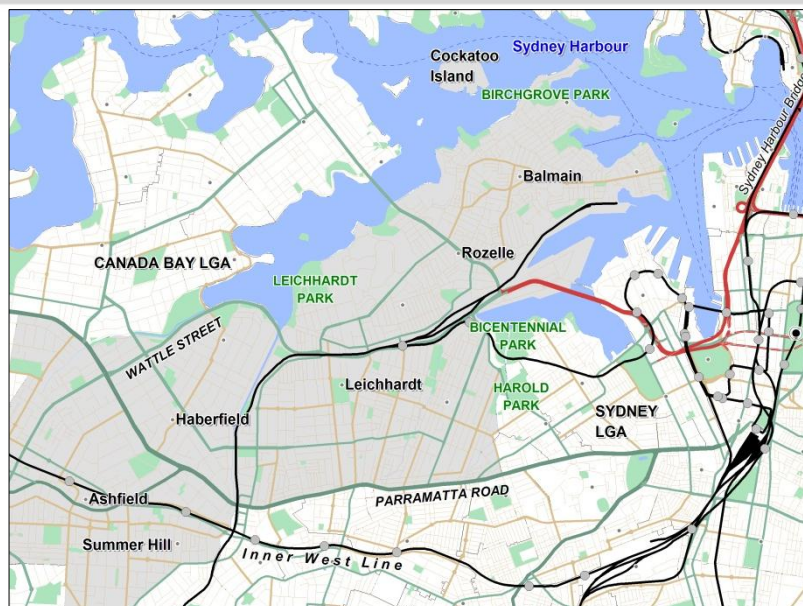 Cockatoo
Island
Sydney Harbour
BIRCHGROVE PARK
Sydney Harbour Bridge
Balmain
Rozelle
CANADA BAY LGA
LEICHHARDT
PARK
WATTLE STREET
BICENTENNIAL
PARK
Leichhardt
HAROLD
PARK
Haberfield
SYDNEY
LGA
PARRAMATTA ROAD
Ashfield
Summer Hill
Inner West Line